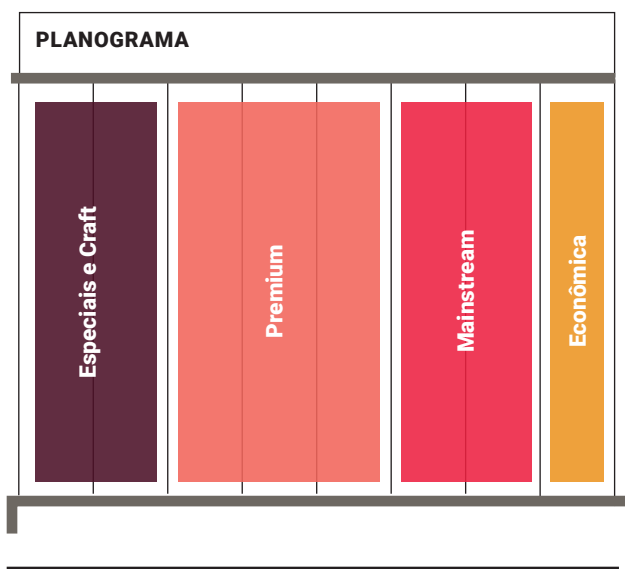 PLANOGRAMA
Especiais e Craft
Premium
Mainstream
Econômica